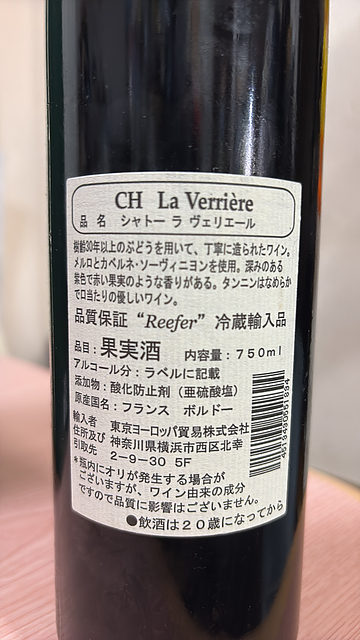 CH La Verrière
品 名 シャトー ラ ヴェリエール
樹齢30年以上のぶどうを用いて、丁寧に造られたワイン。
メルロとカベルネ・ソーヴィニヨンを使用。深みのある
紫色で赤い果実のような香りがある。タンニンはなめらか
で口当たりの優しいワイン。
品質保証 “Reefer” 冷蔵輸入品
品目：果実酒 内容量：750ml
アルコール分：ラベルに記載
添加物：酸化防止剤（亜硫酸塩）
原産国名：フランス ボルドー
輸入者 東京ヨーロッパ貿易株式会社
住所及び 神奈川県横浜市西区北幸
引取先 2-9-30 5F
＊瓶内にオリが発生する場合が
ございますが、ワイン由来の成分
ですので品質に影響はございません。
●飲酒は20歳になってから